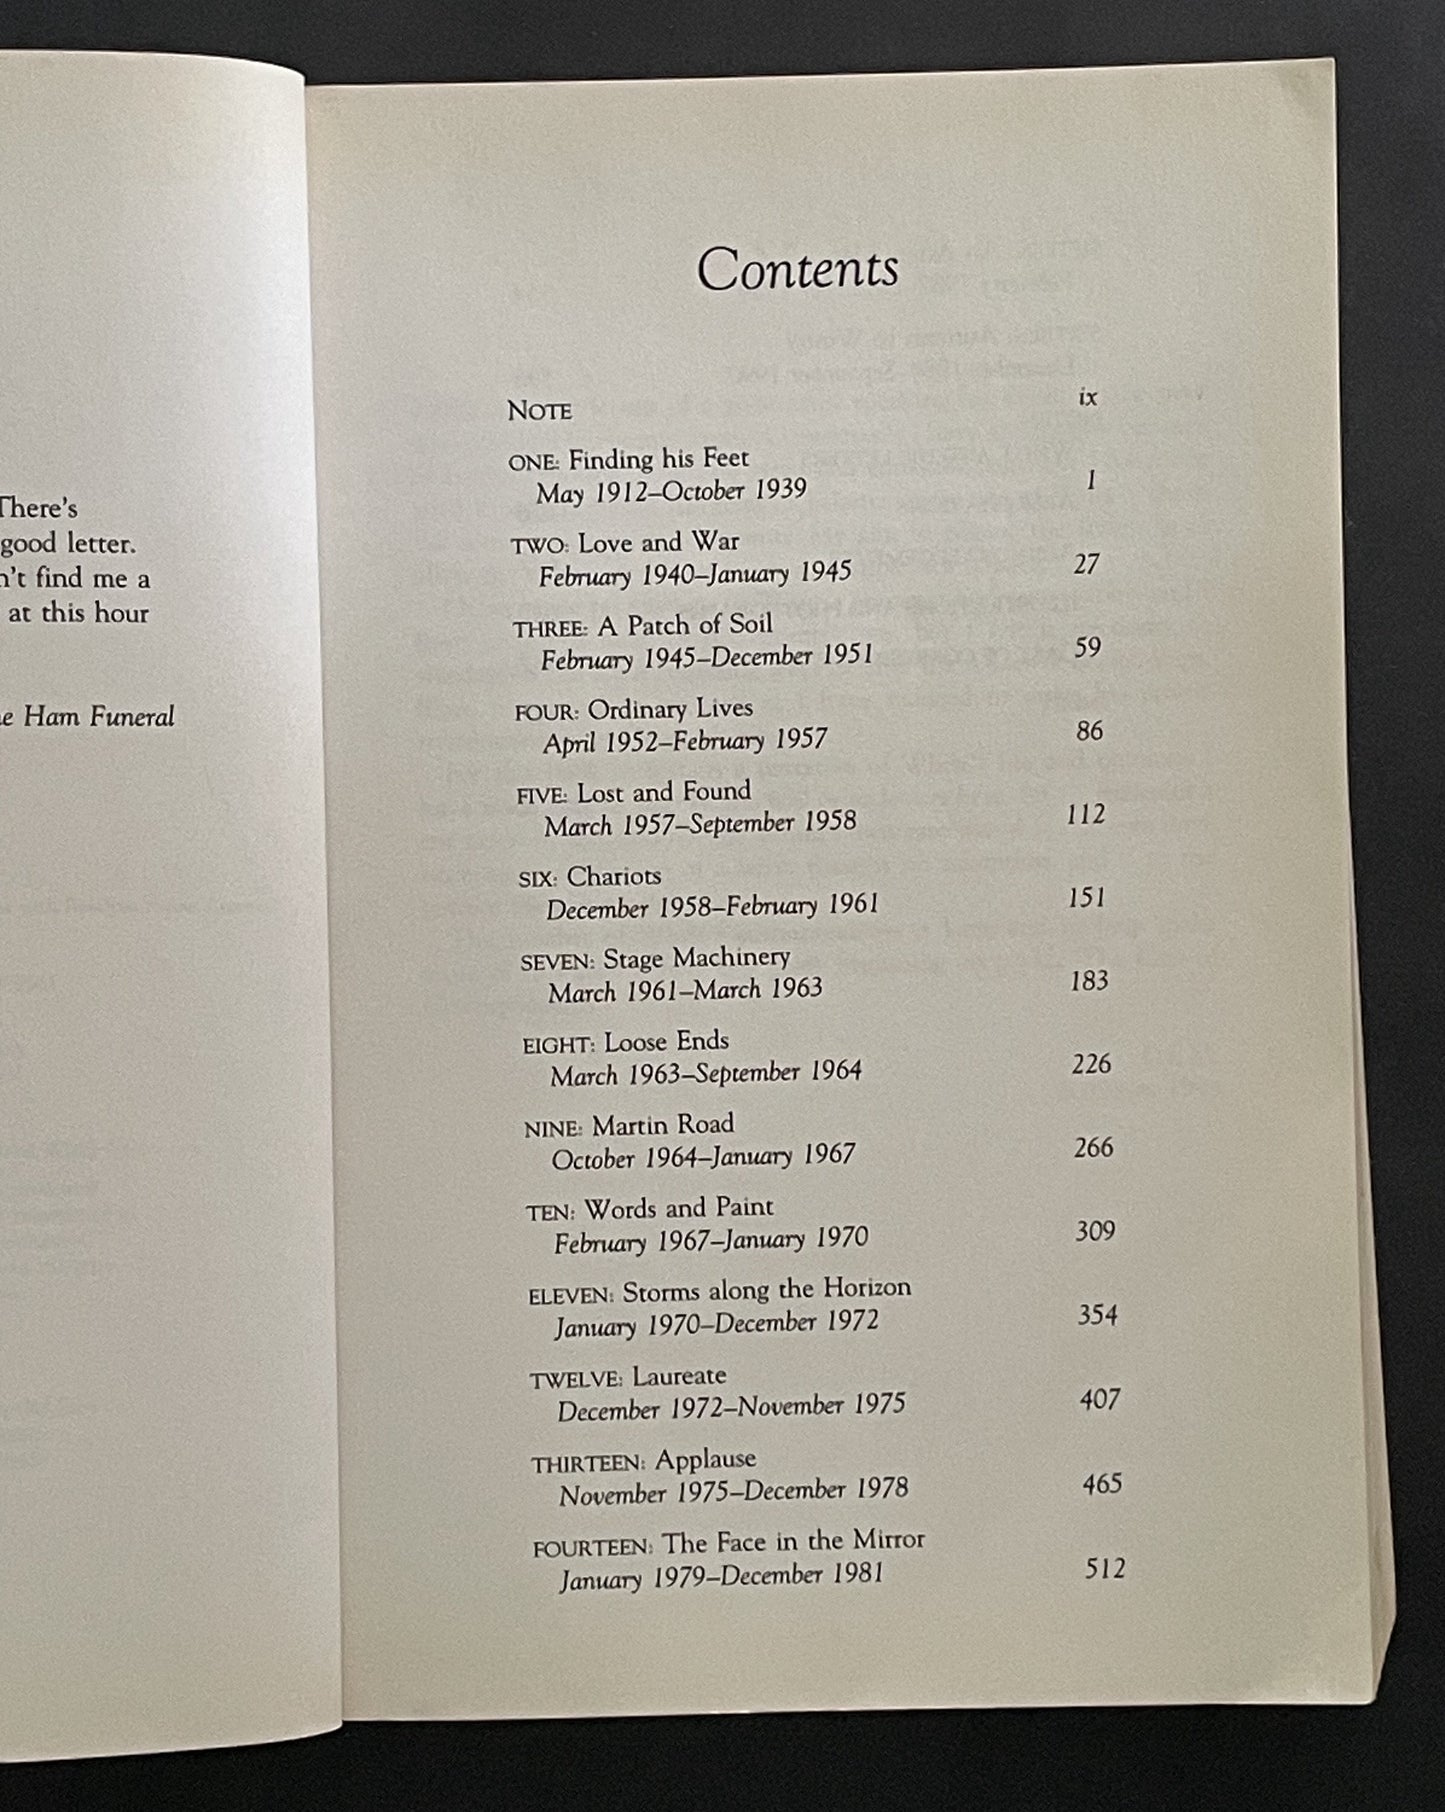 There's
good letter.
n't find me a
at this hour
e Ham Funeral
Contents
NOTE ix
ONE: Finding his Feet
May 1912–October 1939 1
TWO: Love and War
February 1940–January 1945 27
THREE: A Patch of Soil
February 1945–December 1951 59
FOUR: Ordinary Lives
April 1952–February 1957 86
FIVE: Lost and Found
March 1957–September 1958 112
SIX: Chariots
December 1958–February 1961 151
SEVEN: Stage Machinery
March 1961–March 1963 183
EIGHT: Loose Ends
March 1963–September 1964 226
NINE: Martin Road
October 1964–January 1967 266
TEN: Words and Paint
February 1967–January 1970 309
ELEVEN: Storms along the Horizon
January 1970–December 1972 354
TWELVE: Laureate
December 1972–November 1975 407
THIRTEEN: Applause
November 1975–December 1978 465
FOURTEEN: The Face in the Mirror
January 1979–December 1981 512